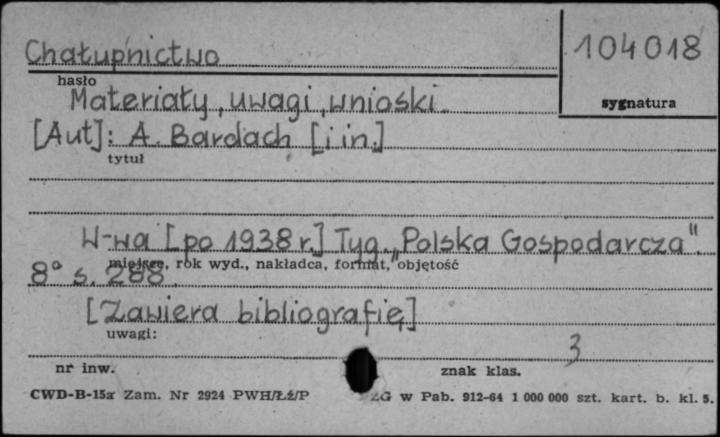 Chałupnictwo
104018
hasło
Materiały, uwagi, wnioski.
sygnatura
[Aut]: A. Bardach [i in.]
tytuł
W-wa [po 1938 r.] Tyg. „Polska Gospodarcza".
miejsce, rok wyd., nakładca, format, objętość
8° s. 288.
[Zawiera bibliografię]
uwagi:
3
nr inw.
znak klas.
CWD-B-15a Zam. Nr 2924 PWH/Łź/P
ZG w Pab. 912-64 1 000 000 szt. kart. b. kl. 5.